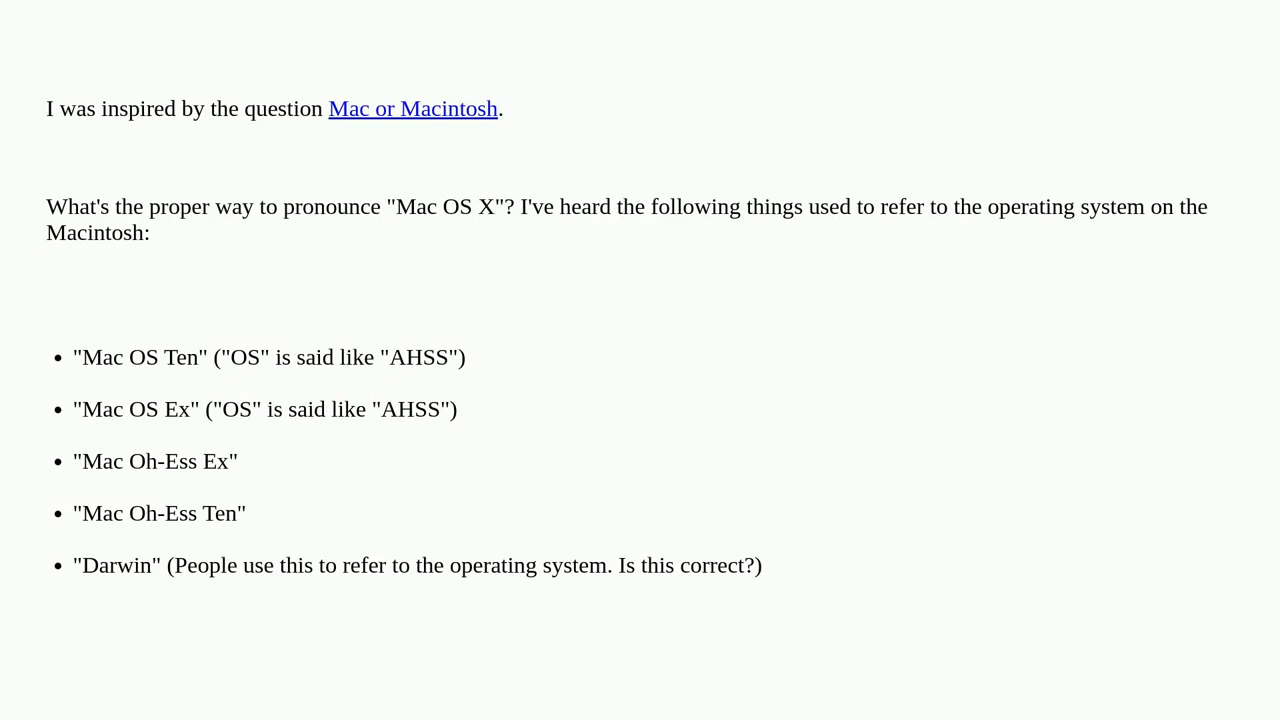 I was inspired by the question Mac or Macintosh.
What's the proper way to pronounce "Mac OS X"? I've heard the following things used to refer to the operating system on the
Macintosh:
• "Mac OS Ten" ("OS" is said like "AHSS")
• "Mac OS Ex" ("OS" is said like "AHSS")
• "Mac Oh-Ess Ex"
• "Mac Oh-Ess Ten"
• "Darwin" (People use this to refer to the operating system. Is this correct?)